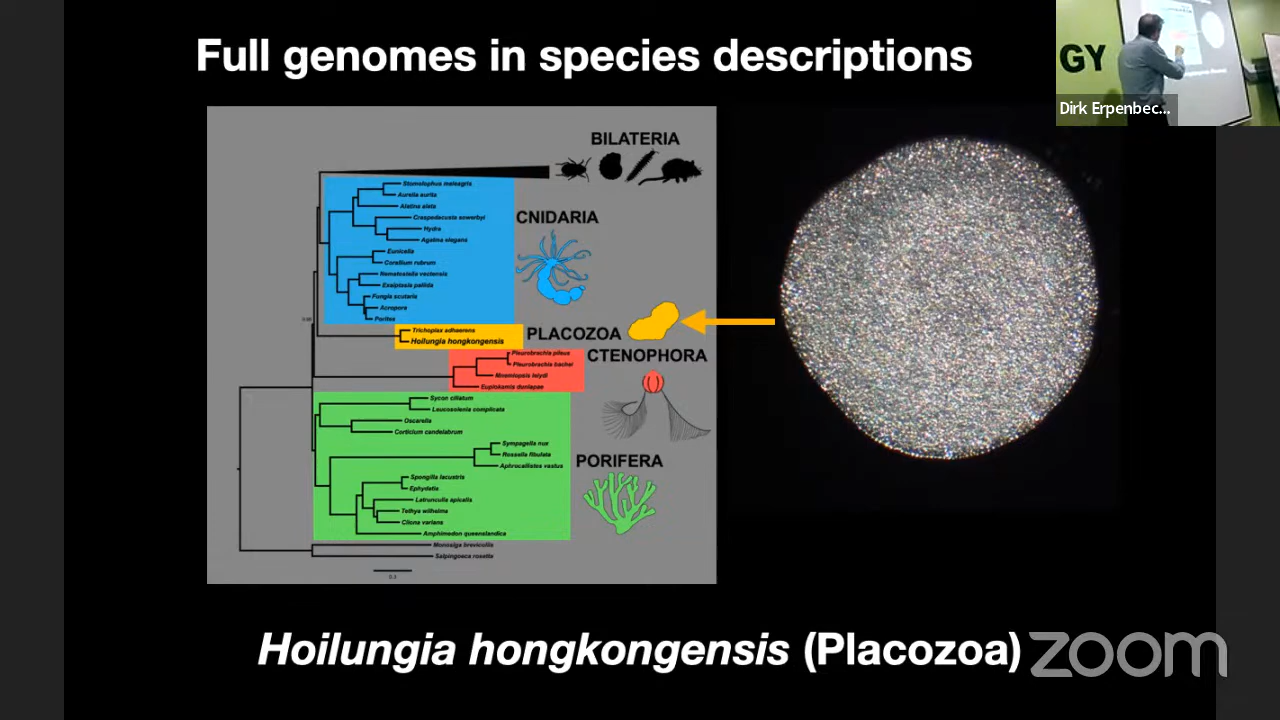 Full genomes in species descriptions
GY
Dirk Erpenbec...
BILATERIA
Stomolophus meleagris
Aurelia aurita
Alatina alata
Craspedacusta sowerbyi
Hydra
Agalma elegans
CNIDARIA
Eunicella
Corallium rubrum
Nematostella vectensis
Exaiptasia pallida
Fungia scutaria
Acropora
Porites
Trichoplax adhaerens
Hoilungia hongkongensis
PLACOZOA
Pleurobrachia pileus
Pleurobrachia bachei
Mnemiopsis leidyi
Euplokamis dunlapae
CTENOPHORA
Sycon ciliatum
Leucosolenia complicata
Oscarella
Corticium candelabrum
Sympagella nux
Rossella fibulata
Aphrocallistes vastus
PORIFERA
Spongilla lacustris
Ephydatia
Latrunculia apicalis
Tethya wilhelma
Cliona varians
Amphimedon queenslandica
Monosiga brevicollis
Salpingoeca rosetta
0.3
Hoilungia hongkongensis (Placozoa)
zoom